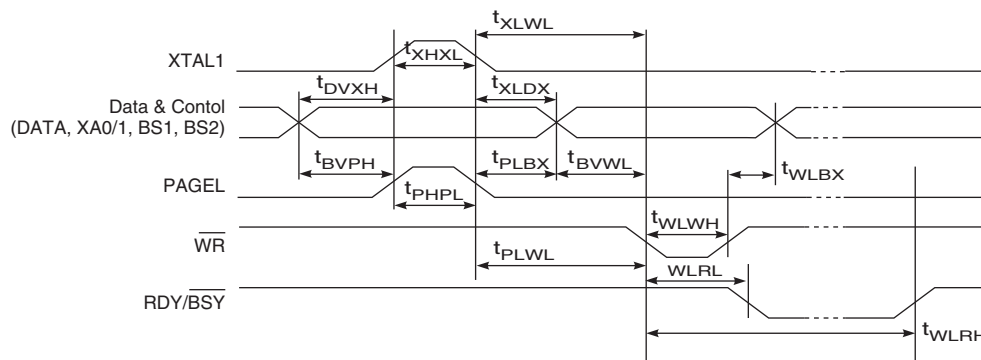 tXLWL
XTAL1
tXHXL
tDVXH
tXLDX
Data & Contol
(DATA, XA0/1, BS1, BS2)
tBVPH
tPLBX
tBVWL
tWLBX
PAGEL
tPHPL
tWLWH
WR
tPLWL
WLRL
RDY/BSY
tWLRH